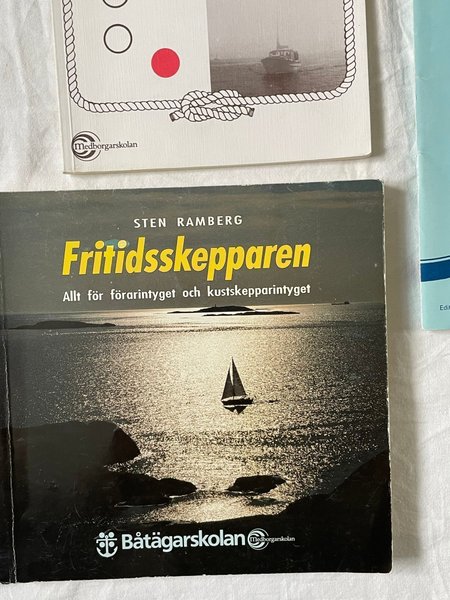 Medborgarskolan
STEN RAMBERG
Fritidsskepparen
Allt för förarintyget och kustskepparintyget
Båtägarskolan Medborgarskolan